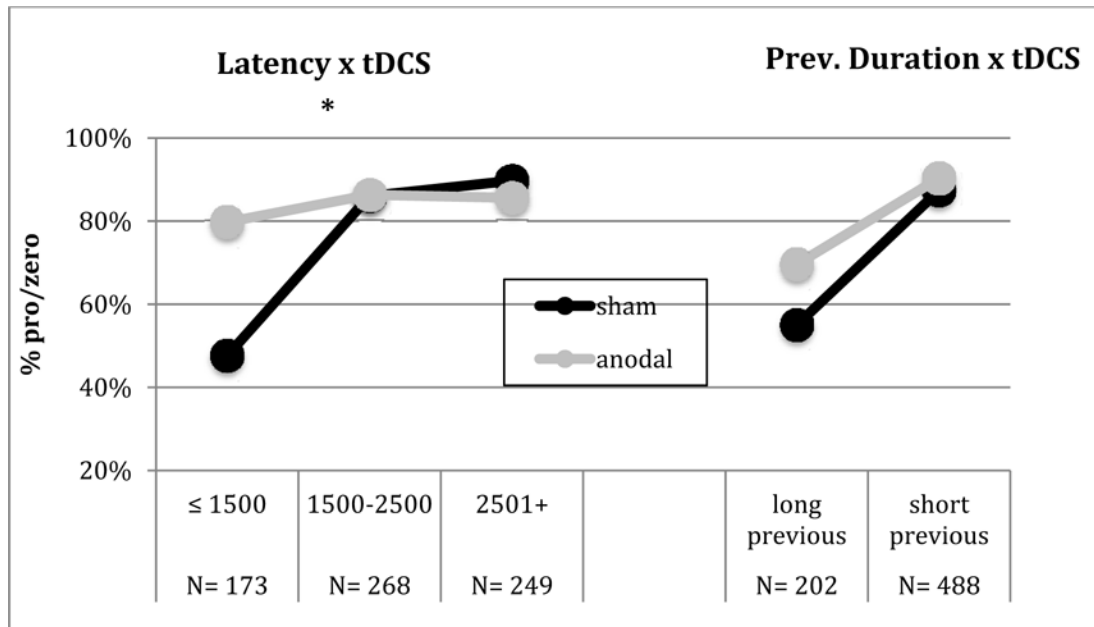 Latency x tDCS
*
Prev. Duration x tDCS
100%
80%
60%
40%
20%
% pro/zero
sham
anodal
≤ 1500
1500-2500
2501+
long
previous
short
previous
N= 173
N= 268
N= 249
N= 202
N= 488